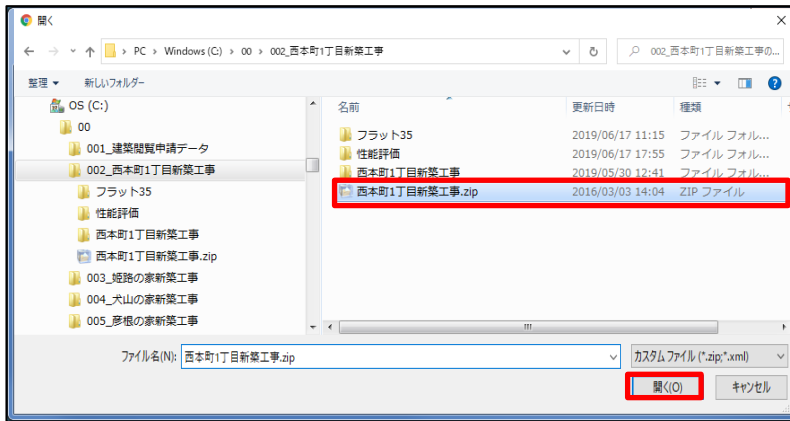 開く
PC › Windows (C:) › 00 › 002_西本町1丁目新築工事
002_西本町1丁目新築工事の...
整理 新しいフォルダー
OS (C:)
00
001_建築閲覧申請データ
002_西本町1丁目新築工事
フラット35
性能評価
西本町1丁目新築工事
西本町1丁目新築工事.zip
003_姫路の家新築工事
004_犬山の家新築工事
005_彦根の家新築工事
名前 更新日時 種類
フラット35 2019/06/17 11:15 ファイル フォル...
性能評価 2019/06/17 17:55 ファイル フォル...
西本町1丁目新築工事 2019/05/30 12:41 ファイル フォル...
西本町1丁目新築工事.zip 2016/03/03 14:04 ZIP ファイル
ファイル名(N): 西本町1丁目新築工事.zip カスタム ファイル (*.zip;*.xml)
開く(O) キャンセル